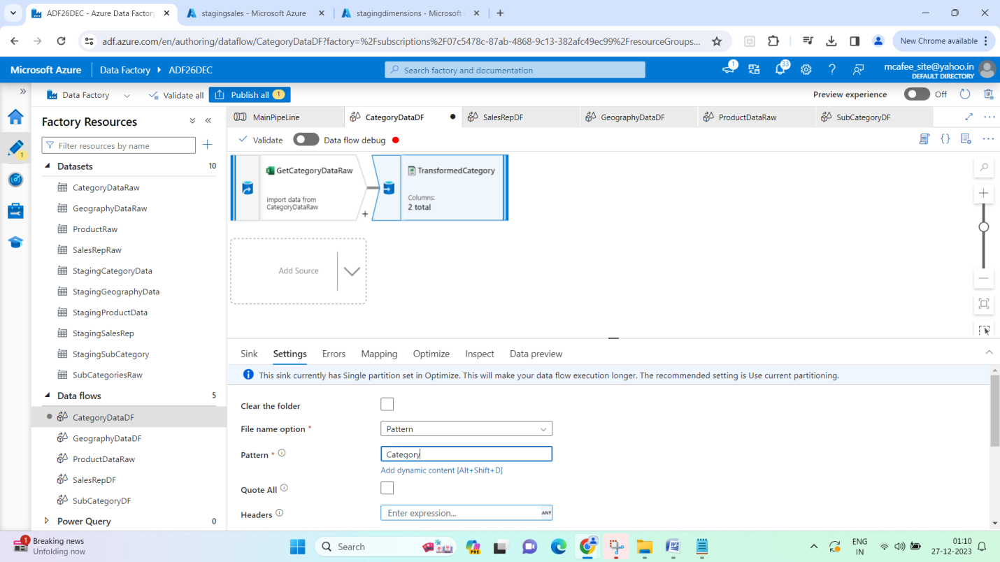 ADF26DEC - Azure Data Factory
stagingsales - Microsoft Azure
stagingdimensions - Microsoft
adf.azure.com/en/authoring/dataflow/CategoryDataDF?factory=%2Fsubscriptions%2F07c5478c-87ab-4868-9c13-382afc49ec99%2FresourceGroups...
New Chrome available
Microsoft Azure
Data Factory
ADF26DEC
Search factory and documentation
1
33
mcafee_site@yahoo.in
DEFAULT DIRECTORY
Data Factory
Validate all
Publish all 1
Preview experience
Off
Factory Resources
MainPipeLine
CategoryDataDF
SalesRepDF
GeographyDataDF
ProductDataRaw
SubCategoryDF
Filter resources by name
Validate
Data flow debug
1
Datasets 10
CategoryDataRaw
GeographyDataRaw
ProductRaw
SalesRepRaw
StagingCategoryData
StagingGeographyData
StagingProductData
StagingSalesRep
StagingSubCategory
SubCategoriesRaw
Data flows 5
CategoryDataDF
GeographyDataDF
ProductDataRaw
SalesRepDF
SubCategoryDF
Power Query 0
GetCategoryDataRaw
Import data from
CategoryDataRaw
TransformedCategory
Columns:
2 total
Add Source
Sink
Settings
Errors
Mapping
Optimize
Inspect
Data preview
This sink currently has Single partition set in Optimize. This will make your data flow execution longer. The recommended setting is Use current partitioning.
Clear the folder
File name option *
Pattern
Pattern *
Category
Add dynamic content [Alt+Shift+D]
Quote All
Headers
Enter expression...
ANY
1
Breaking news
Unfolding now
Search
PRE
ENG
IN
01:10
27-12-2023